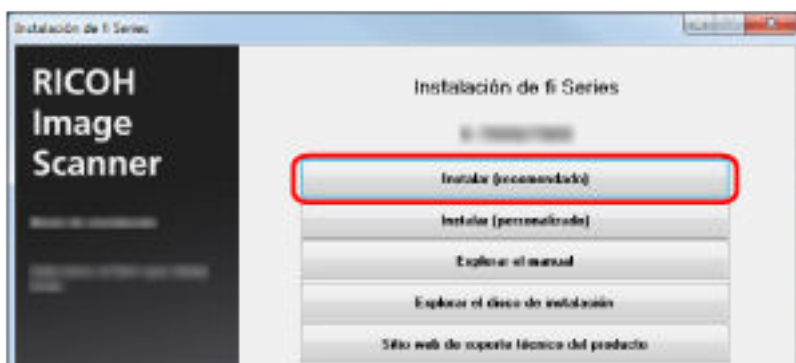 Instalación de fi Series
RICOH
Image
Scanner
Instalación de fi Series
Instalar (recomendado)
Instalar (personalizado)
Explorar el manual
Explorar el disco de instalación
Sitio web de soporte técnico del producto